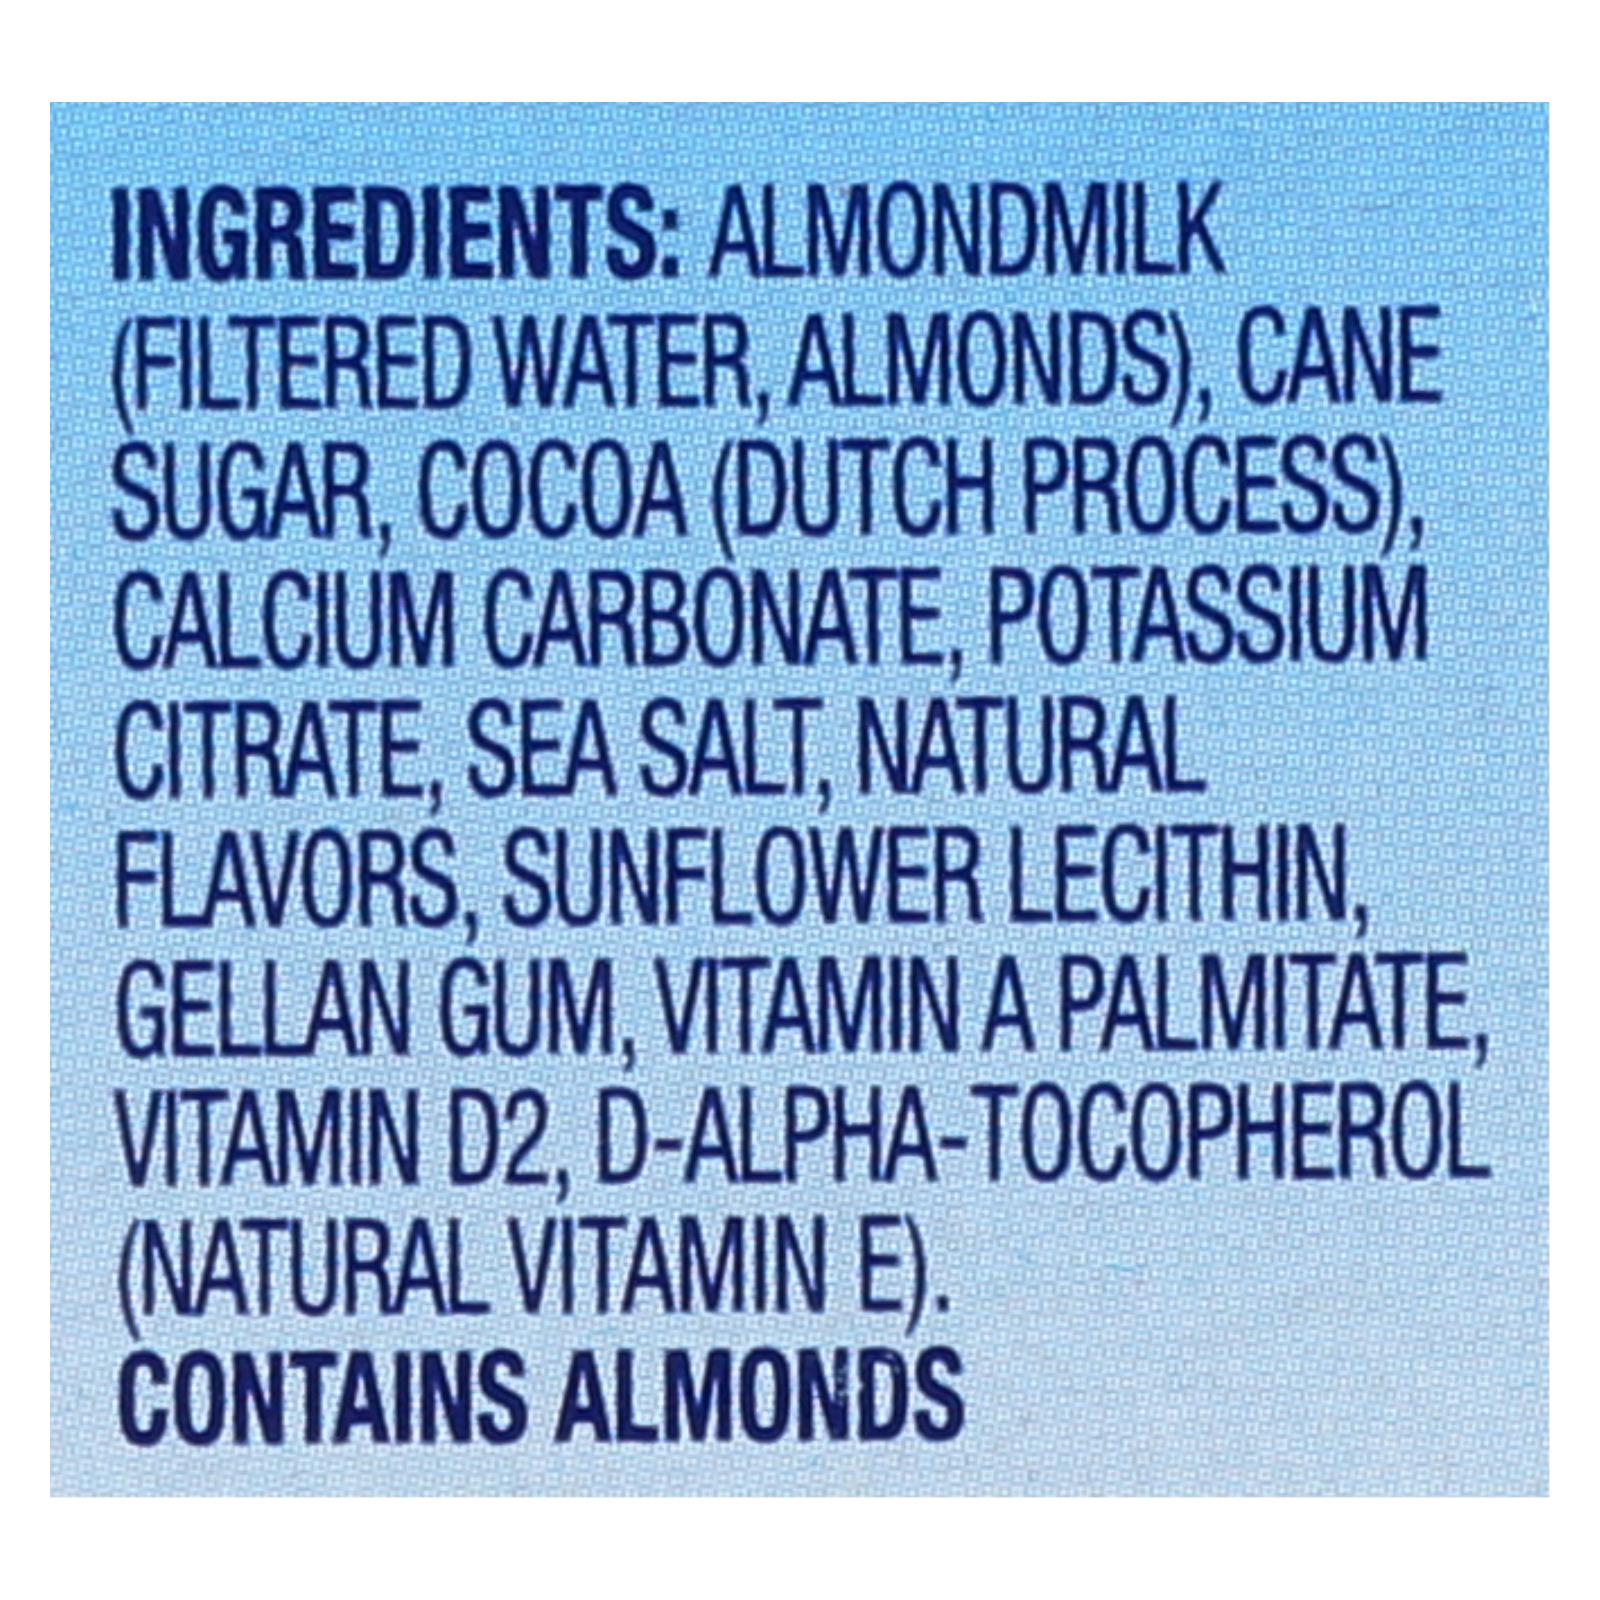 INGREDIENTS: ALMONDMILK
(FILTERED WATER, ALMONDS), CANE
SUGAR, COCOA (DUTCH PROCESS),
CALCIUM CARBONATE, POTASSIUM
CITRATE, SEA SALT, NATURAL
FLAVORS, SUNFLOWER LECITHIN,
GELLAN GUM, VITAMIN A PALMITATE,
VITAMIN D2, D-ALPHA-TOCOPHEROL
(NATURAL VITAMIN E).
CONTAINS ALMONDS